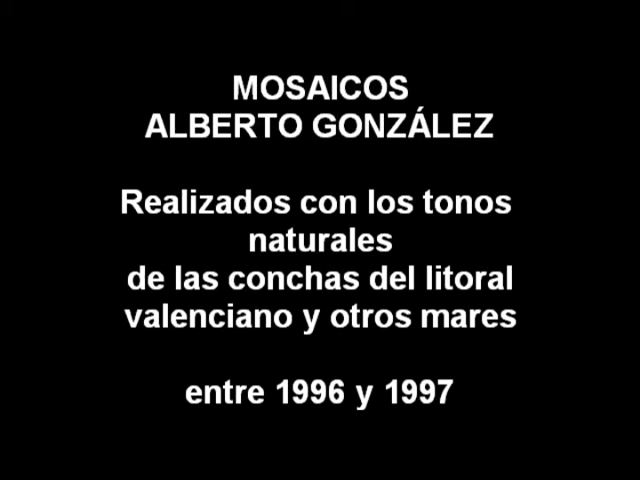 MOSAICOS
ALBERTO GONZÁLEZ
Realizados con los tonos
naturales
de las conchas del litoral
valenciano y otros mares
entre 1996 y 1997